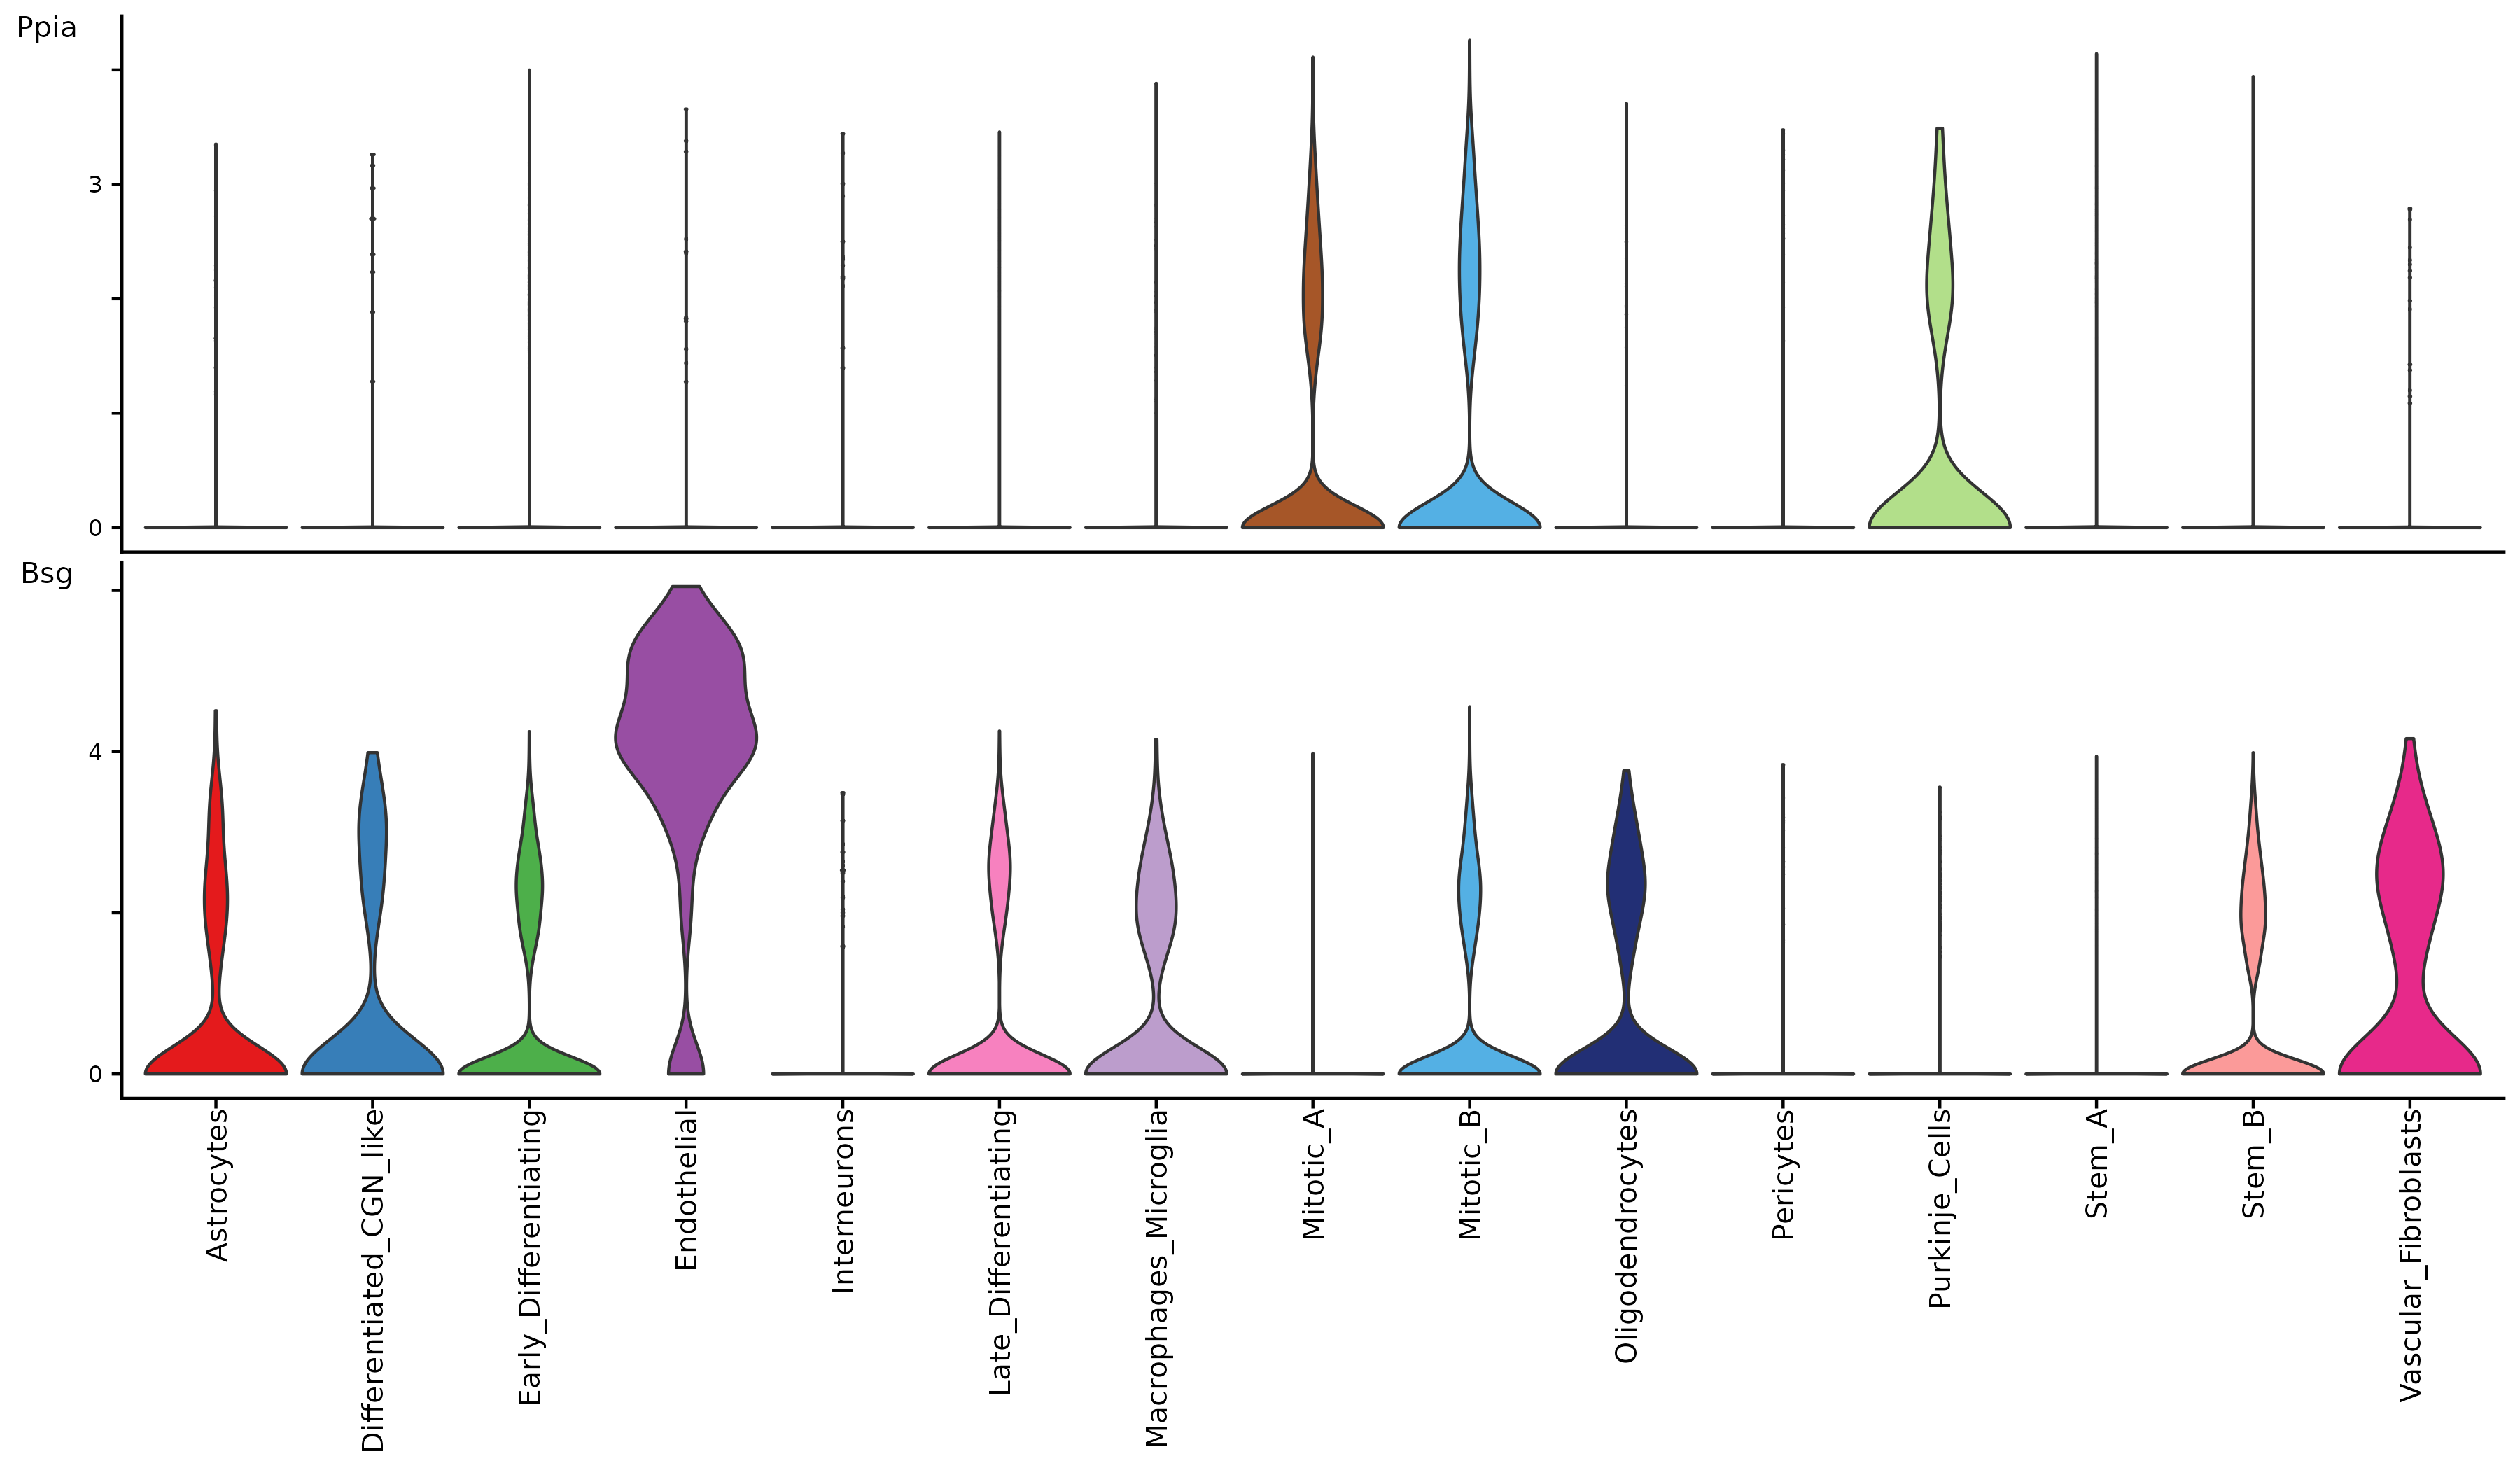 Ppia
3
0
Bsg
4
0
Astrocytes
Differentiated_CGN_like
Early_Differentiating
Endothelial
Interneurons
Late_Differentiating
Macrophages_Microglia
Mitotic_A
Mitotic_B
Oligodendrocytes
Pericytes
Purkinje_Cells
Stem_A
Stem_B
Vascular_Fibroblasts